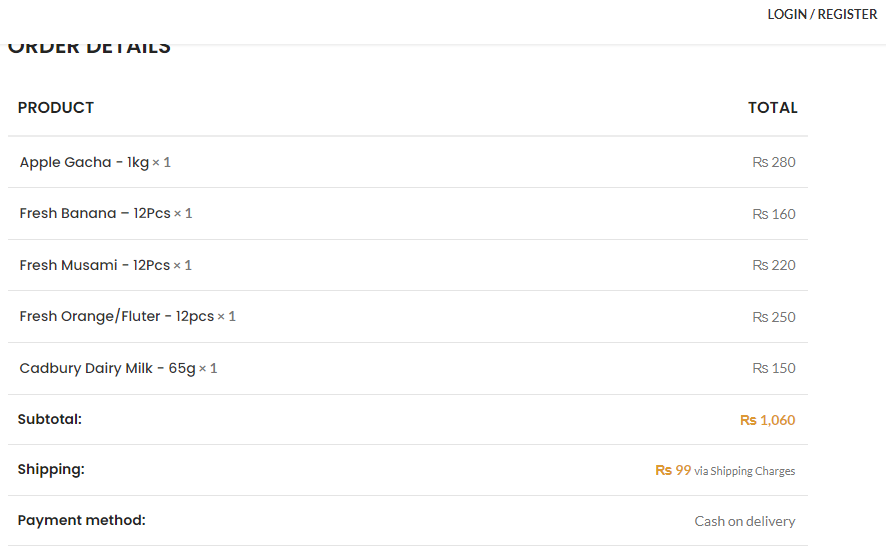 LOGIN / REGISTER
ORDER DETAILS
PRODUCT TOTAL
Apple Gacha - 1kg × 1 ₨ 280
Fresh Banana – 12Pcs × 1 ₨ 160
Fresh Musami - 12Pcs × 1 ₨ 220
Fresh Orange/Fluter - 12pcs × 1 ₨ 250
Cadbury Dairy Milk - 65g × 1 ₨ 150
Subtotal: ₨ 1,060
Shipping: ₨ 99 via Shipping Charges
Payment method: Cash on delivery